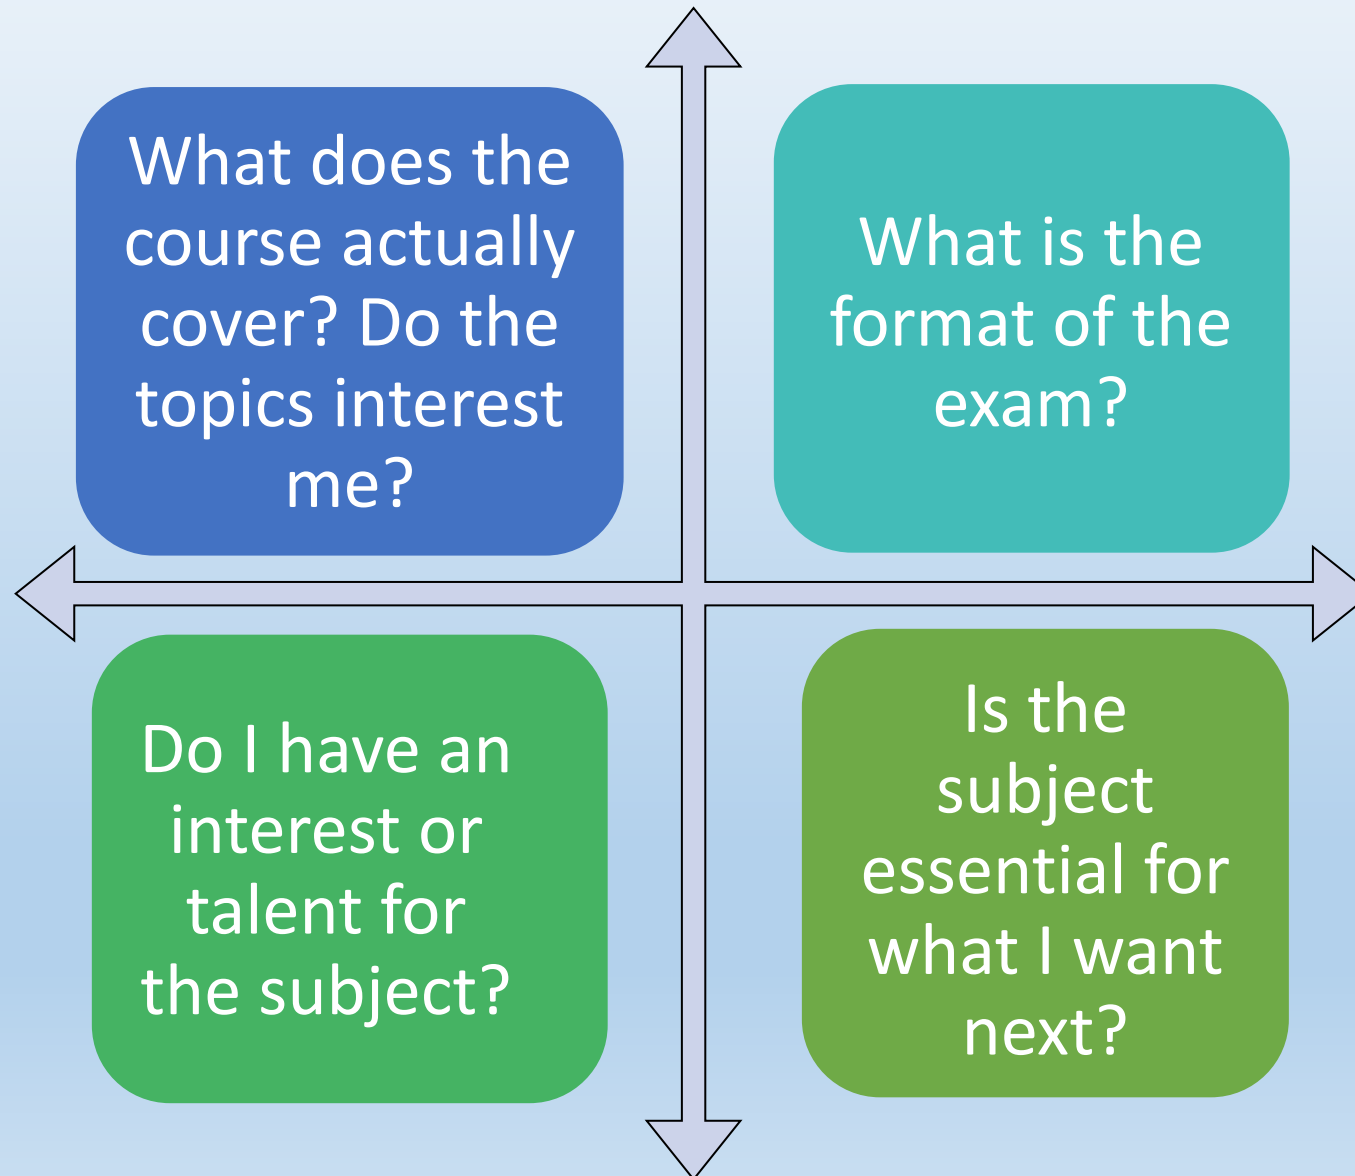 What does the
course actually
cover? Do the
topics interest
me?
What is the
format of the
exam?
Do I have an
interest or
talent for
the subject?
Is the
subject
essential for
what I want
next?